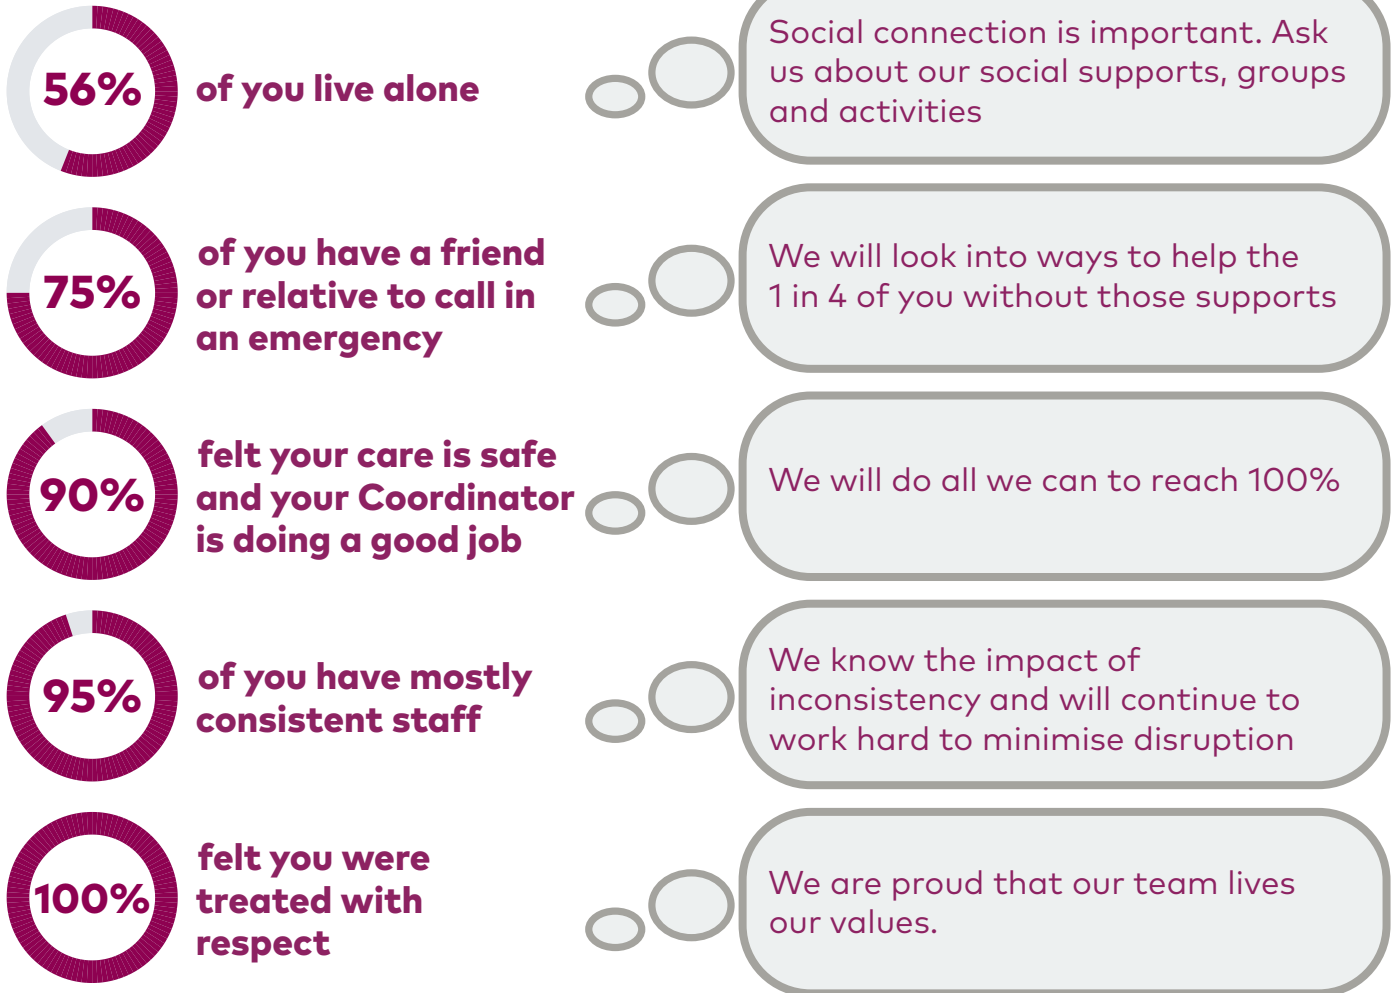 56%
of you live alone
Social connection is important. Ask
us about our social supports, groups
and activities
75%
of you have a friend
or relative to call in
an emergency
We will look into ways to help the
1 in 4 of you without those supports
90%
felt your care is safe
and your Coordinator
is doing a good job
We will do all we can to reach 100%
95%
of you have mostly
consistent staff
We know the impact of
inconsistency and will continue to
work hard to minimise disruption
100%
felt you were
treated with
respect
We are proud that our team lives
our values.